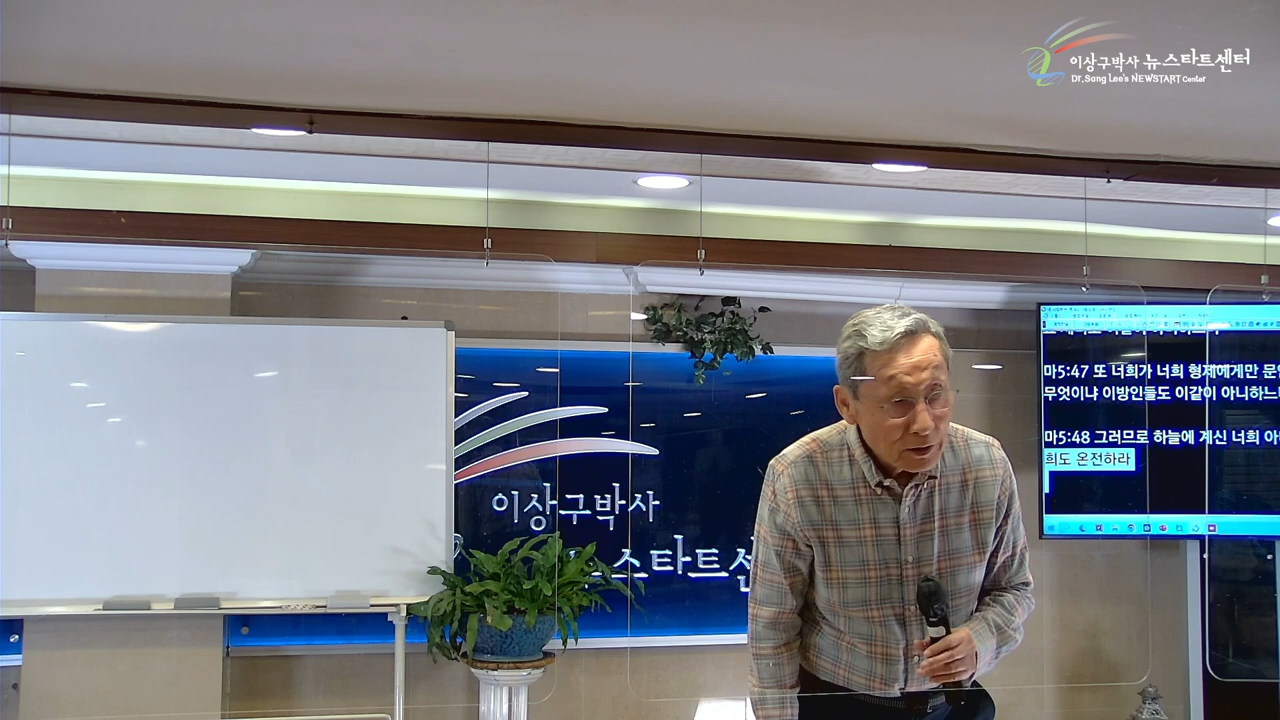 이상구박사 뉴스타트센터
Dr. Sang Lee's NEWSTART Center
이상구박사
스타트센
마5:47 또 너희가 너희 형제에게만 문
무엇이냐 이방인들도 이같이 아니하느
마5:48 그러므로 하늘에 계신 너희 아
희도 온전하라